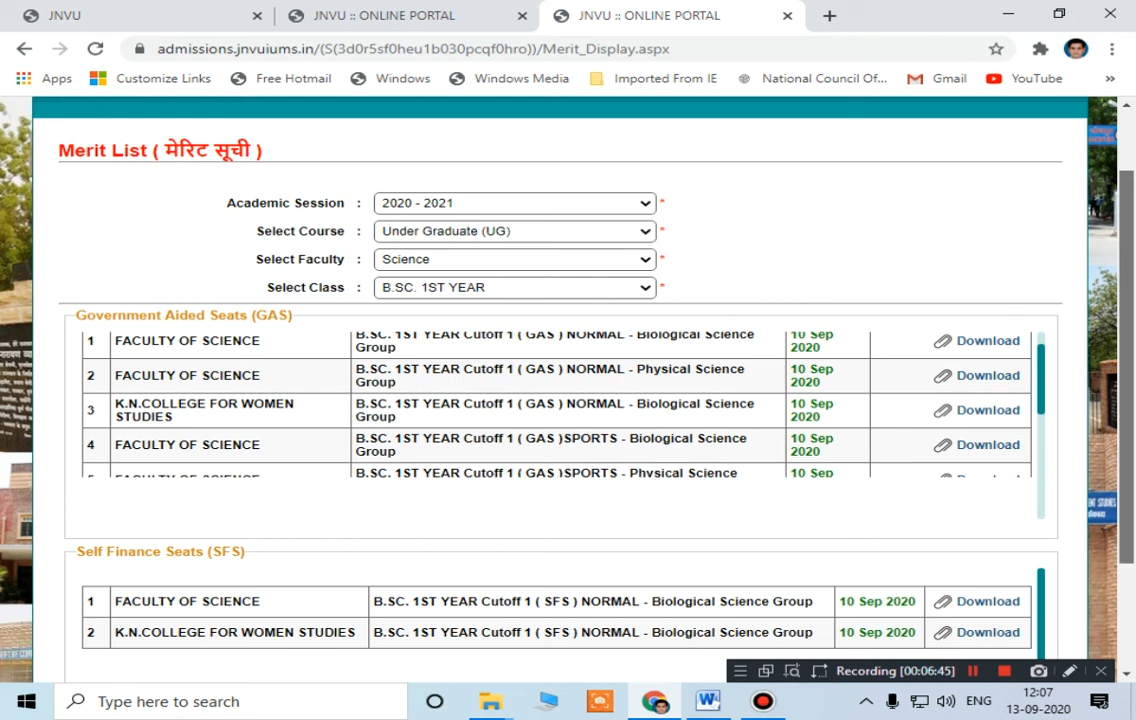 JNVU
JNVU :: ONLINE PORTAL
JNVU :: ONLINE PORTAL
admissions.jnvuiums.in/(S(3d0r5sf0heu1b030pcqf0hro))/Merit_Display.aspx
Apps Customize Links Free Hotmail Windows Windows Media Imported From IE National Council Of... Gmail YouTube »
Merit List ( मेरिट सूची )
Academic Session : 2020 - 2021 *
Select Course : Under Graduate (UG) *
Select Faculty : Science *
Select Class : B.SC. 1ST YEAR *
Government Aided Seats (GAS)
1 FACULTY OF SCIENCE B.SC. 1ST YEAR Cutoff 1 ( GAS ) NORMAL - Biological Science Group 10 Sep 2020 Download
2 FACULTY OF SCIENCE B.SC. 1ST YEAR Cutoff 1 ( GAS ) NORMAL - Physical Science Group 10 Sep 2020 Download
3 K.N.COLLEGE FOR WOMEN STUDIES B.SC. 1ST YEAR Cutoff 1 ( GAS ) NORMAL - Biological Science Group 10 Sep 2020 Download
4 FACULTY OF SCIENCE B.SC. 1ST YEAR Cutoff 1 ( GAS )SPORTS - Biological Science Group 10 Sep 2020 Download
B.SC. 1ST YEAR Cutoff 1 ( GAS )SPORTS - Physical Science 10 Sep
Self Finance Seats (SFS)
1 FACULTY OF SCIENCE B.SC. 1ST YEAR Cutoff 1 ( SFS ) NORMAL - Biological Science Group 10 Sep 2020 Download
2 K.N.COLLEGE FOR WOMEN STUDIES B.SC. 1ST YEAR Cutoff 1 ( SFS ) NORMAL - Biological Science Group 10 Sep 2020 Download
Recording [00:06:45]
Type here to search
ENG
12:07
13-09-2020